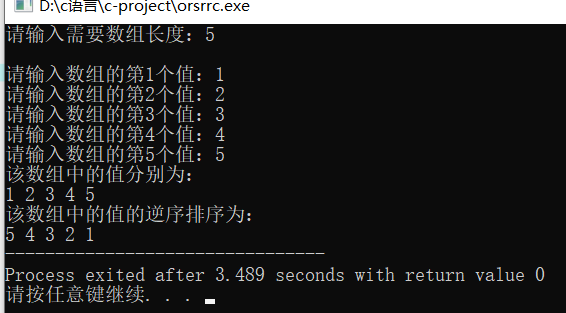 D:\c语言\c-project\orsrrc.exe
请输入需要数组长度：5
请输入数组的第1个值：1
请输入数组的第2个值：2
请输入数组的第3个值：3
请输入数组的第4个值：4
请输入数组的第5个值：5
该数组中的值分别为：
1 2 3 4 5
该数组中的值的逆序排序为：
5 4 3 2 1
--------------------------------
Process exited after 3.489 seconds with return value 0
请按任意键继续. . .